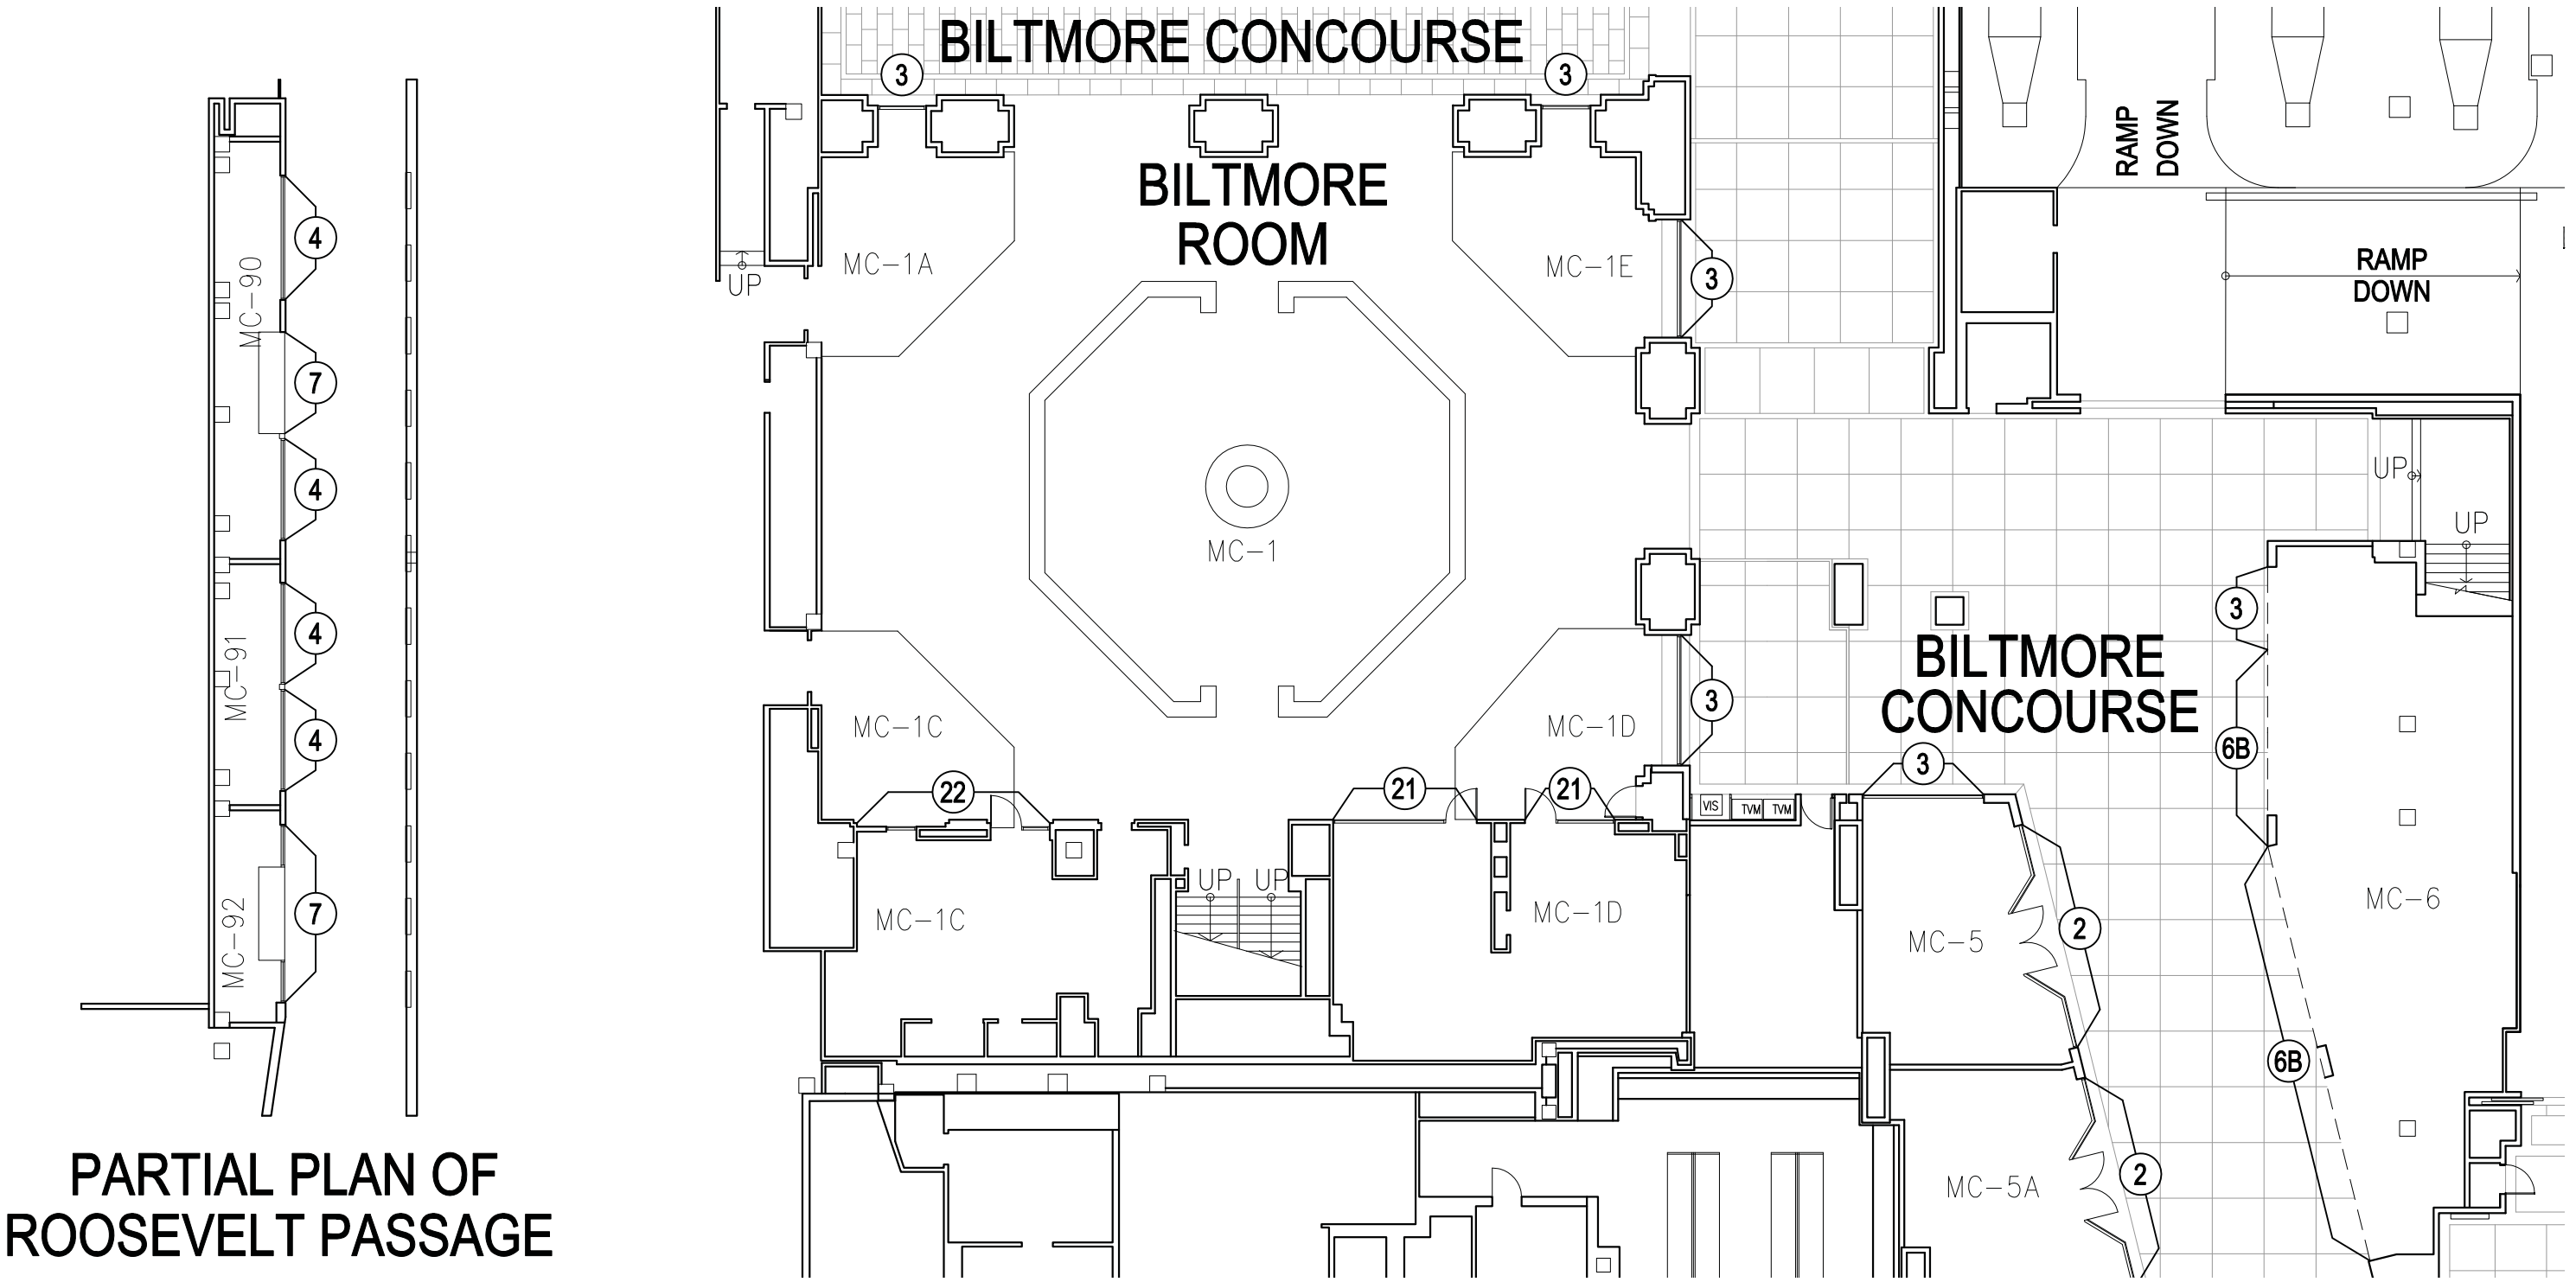 BILTMORE CONCOURSE
3
3
BILTMORE
ROOM
MC-1A
MC-1E
3
UP
MC-1
MC-1C
MC-1D
3
22
21
21
VIS
TVM
TVM
UP
UP
MC-1C
MC-1D
RAMP
DOWN
RAMP
DOWN
UP
UP
BILTMORE
CONCOURSE
3
3
6B
MC-5
2
MC-6
6B
MC-5A
2
MC-90
4
7
4
MC-91
4
4
MC-92
7
PARTIAL PLAN OF
ROOSEVELT PASSAGE